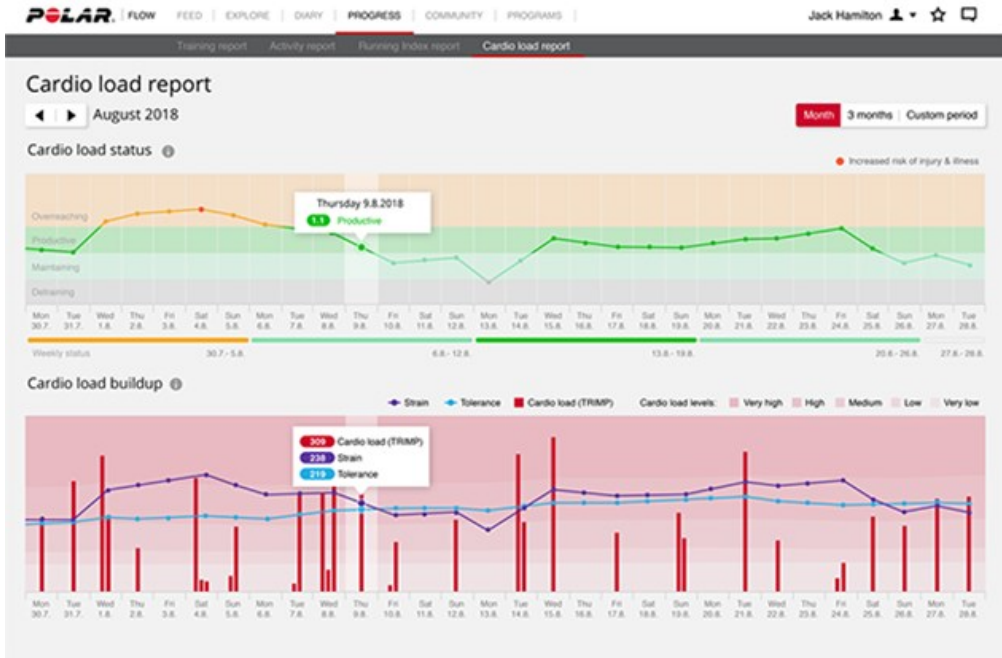 POLAR. FLOW FEED EXPLORE DIARY PROGRESS COMMUNITY PROGRAMS Jack Hamilton
Training report Activity report Running Index report Cardio load report
Cardio load report
August 2018
Month 3 months Custom period
Cardio load status
Increased risk of injury & illness
Thursday 9.8.2018
1.1 Productive
Overreaching
Productive
Maintaining
Detraining
Mon Tue Wed Thu Fri Sat Sun Mon Tue Wed Thu Fri Sat Sun Mon Tue Wed Thu Fri Sat Sun Mon Tue Wed Thu Fri Sat Sun Mon Tue
30.7. 31.7. 1.8. 2.8. 3.8. 4.8. 5.8. 6.8. 7.8. 8.8. 9.8. 10.8. 11.8. 12.8. 13.8. 14.8. 15.8. 16.8. 17.8. 18.8. 19.8. 20.8. 21.8. 22.8. 23.8. 24.8. 25.8. 26.8. 27.8. 28.8.
Weekly status 30.7.- 5.8. 6.8.- 12.8. 13.8.- 19.8. 20.8.- 26.8. 27.8.- 28.8.
Cardio load buildup
Strain Tolerance Cardio load (TRIMP) Cardio load levels: Very high High Medium Low Very low
309 Cardio load (TRIMP)
238 Strain
219 Tolerance
Mon Tue Wed Thu Fri Sat Sun Mon Tue Wed Thu Fri Sat Sun Mon Tue Wed Thu Fri Sat Sun Mon Tue Wed Thu Fri Sat Sun Mon Tue
30.7. 31.7. 1.8. 2.8. 3.8. 4.8. 5.8. 6.8. 7.8. 8.8. 9.8. 10.8. 11.8. 12.8. 13.8. 14.8. 15.8. 16.8. 17.8. 18.8. 19.8. 20.8. 21.8. 22.8. 23.8. 24.8. 25.8. 26.8. 27.8. 28.8.